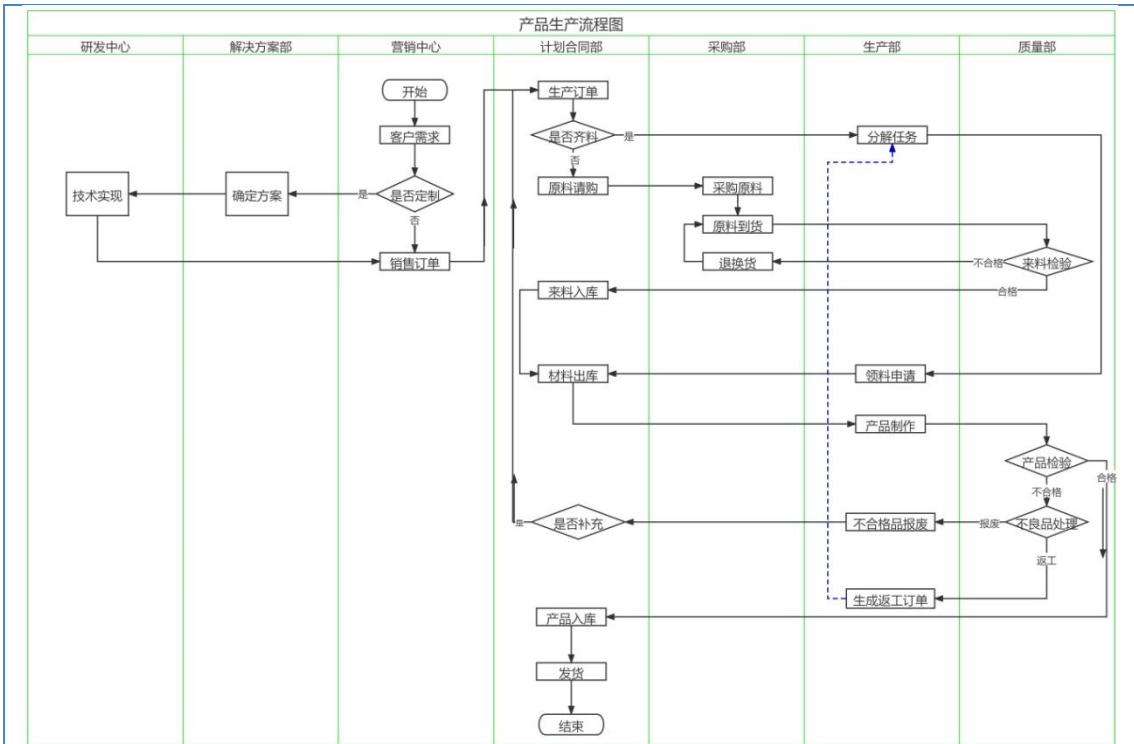 产品生产流程图
研发中心
解决方案部
营销中心
计划合同部
采购部
生产部
质量部
开始
生产订单
客户需求
是否齐料
是
分解任务
否
技术实现
确定方案
是
是否定制
原料请购
采购原料
否
原料到货
销售订单
退换货
不合格
来料检验
来料入库
合格
材料出库
领料申请
产品制作
产品检验
合格
不合格
是
是否补充
不合格品报废
报废
不良品处理
返工
生成返工订单
产品入库
发货
结束